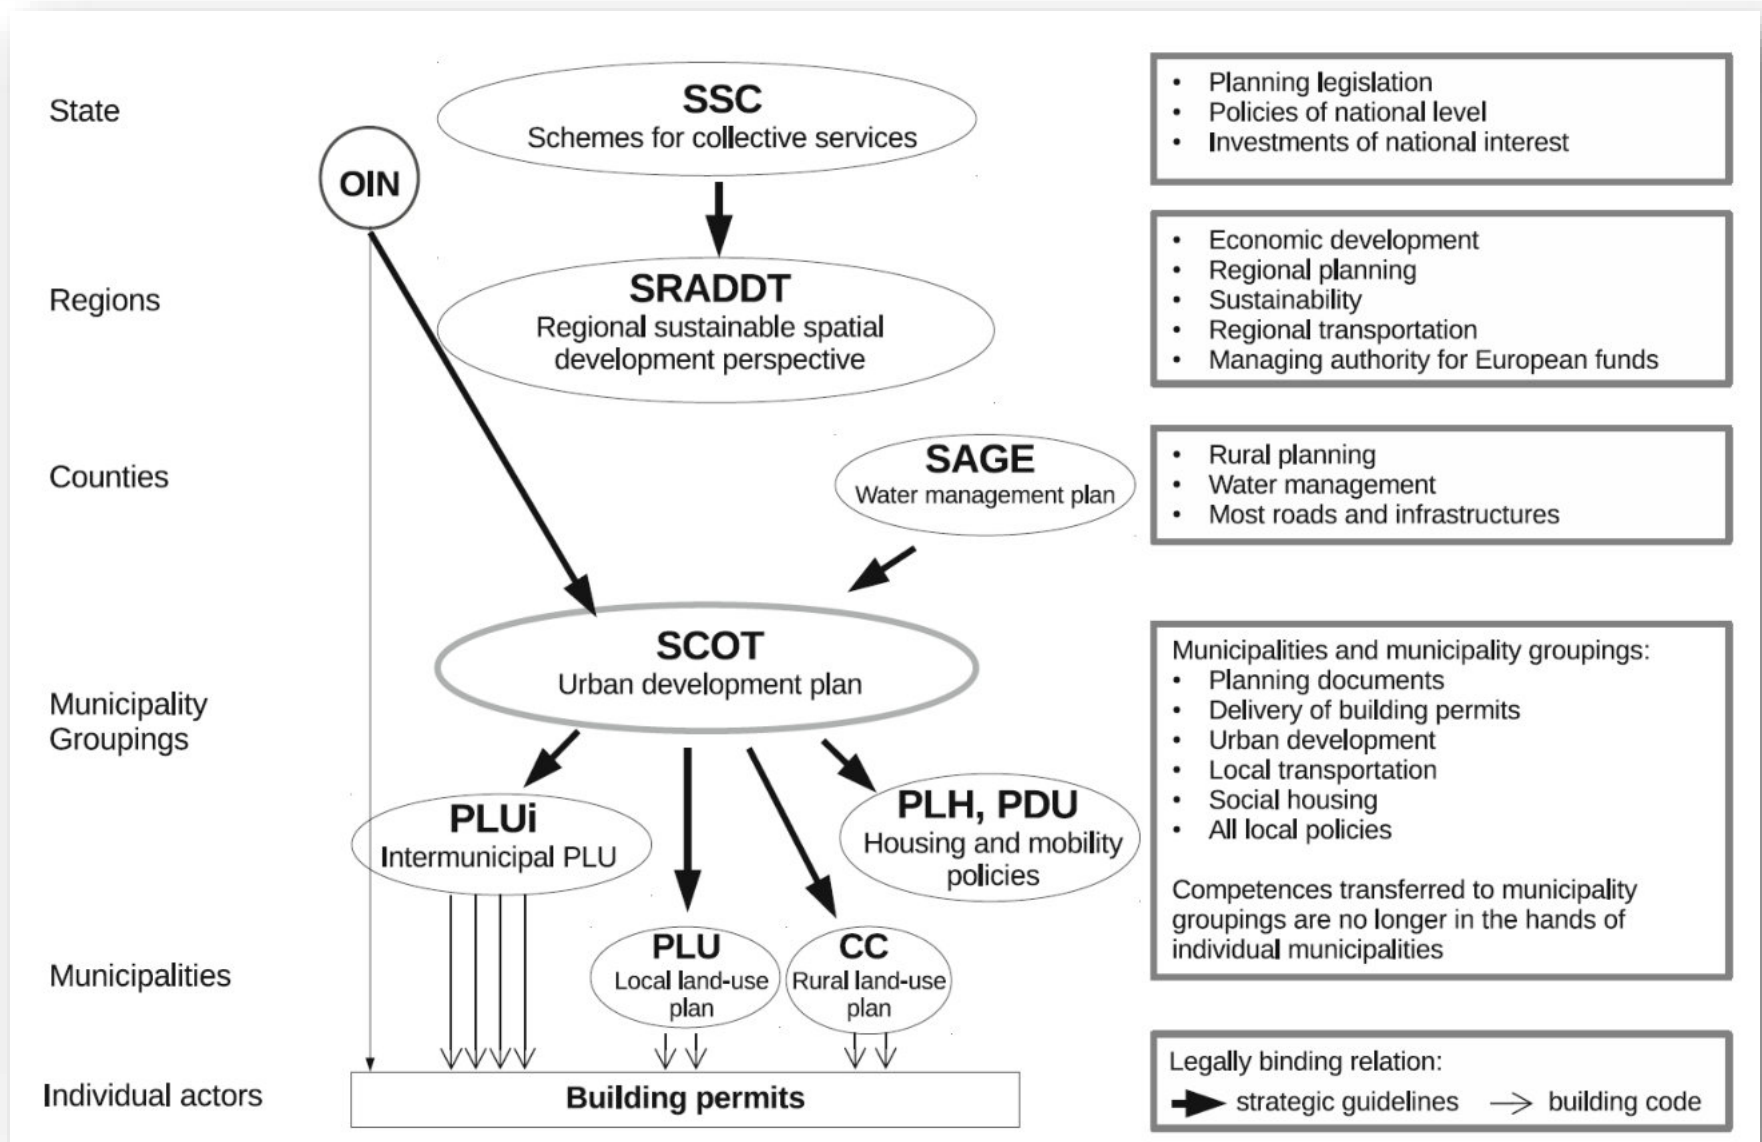 State
OIN
SSC
Schemes for collective services
• Planning legislation
• Policies of national level
• Investments of national interest
Regions
SRADDT
Regional sustainable spatial
development perspective
• Economic development
• Regional planning
• Sustainability
• Regional transportation
• Managing authority for European funds
Counties
SAGE
Water management plan
• Rural planning
• Water management
• Most roads and infrastructures
Municipality
Groupings
SCOT
Urban development plan
PLUi
Intermunicipal PLU
PLH, PDU
Housing and mobility
policies
Municipalities and municipality groupings:
• Planning documents
• Delivery of building permits
• Urban development
• Local transportation
• Social housing
• All local policies
Competences transferred to municipality
groupings are no longer in the hands of
individual municipalities
Municipalities
PLU
Local land-use
plan
CC
Rural land-use
plan
Individual actors
Building permits
Legally binding relation:
strategic guidelines
building code